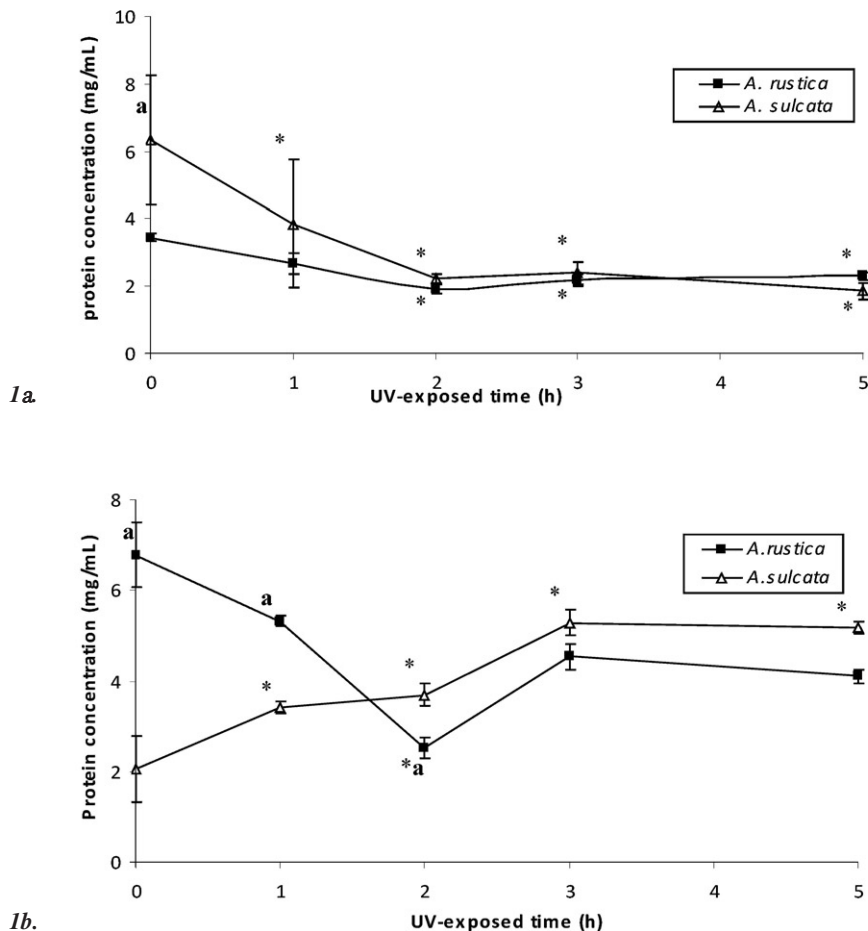 10
8
6
4
2
0
protein concentration (mg/mL)
a
*
*
*
*
*
*
*
A. rustica
A. sulcata
0 1 2 3 4 5
UV-exposed time (h)
1a.
8
6
4
2
0
Protein concentration (mg/mL)
a
a
*
*
*a
*
*
A.rustica
A.sulcata
0 1 2 3 4 5
UV-exposed time (h)
1b.